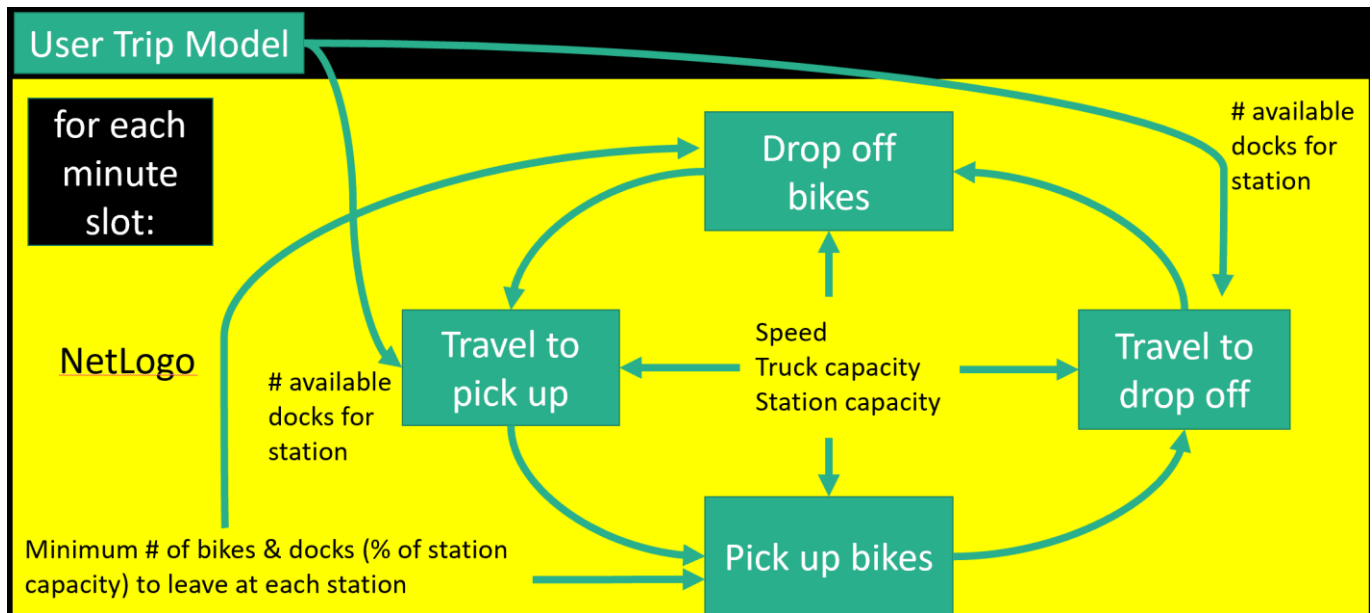 User Trip Model
for each
minute
slot:
# available
docks for
station
Drop off
bikes
NetLogo
# available
docks for
station
Travel to
pick up
Speed
Truck capacity
Station capacity
Travel to
drop off
Minimum # of bikes & docks (% of station
capacity) to leave at each station
Pick up bikes